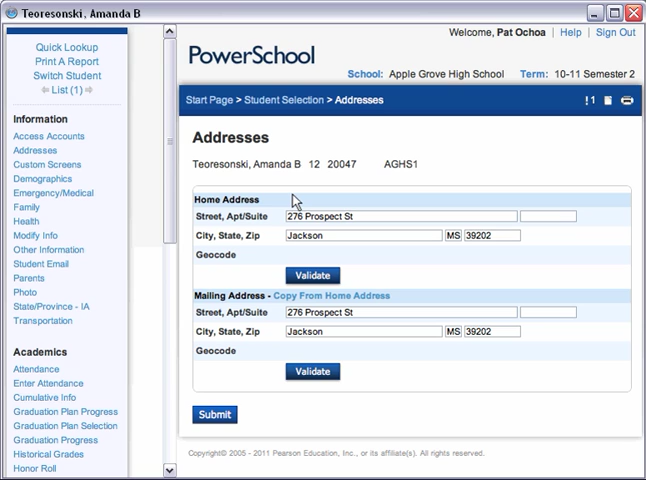 Teoresonski, Amanda B
Welcome, Pat Ochoa | Help | Sign Out
PowerSchool
School: Apple Grove High School Term: 10-11 Semester 2
Quick Lookup
Print A Report
Switch Student
List (1)
Information
Access Accounts
Addresses
Custom Screens
Demographics
Emergency/Medical
Family
Health
Modify Info
Other Information
Student Email
Parents
Photo
State/Province - IA
Transportation
Academics
Attendance
Enter Attendance
Cumulative Info
Graduation Plan Progress
Graduation Plan Selection
Graduation Progress
Historical Grades
Honor Roll
Start Page > Student Selection > Addresses
!1
Addresses
Teoresonski, Amanda B 12 20047 AGHS1
Home Address
Street, Apt/Suite 276 Prospect St
City, State, Zip Jackson MS 39202
Geocode
Validate
Mailing Address - Copy From Home Address
Street, Apt/Suite 276 Prospect St
City, State, Zip Jackson MS 39202
Geocode
Validate
Submit
Copyright© 2005 - 2011 Pearson Education, Inc., or its affiliate(s). All rights reserved.